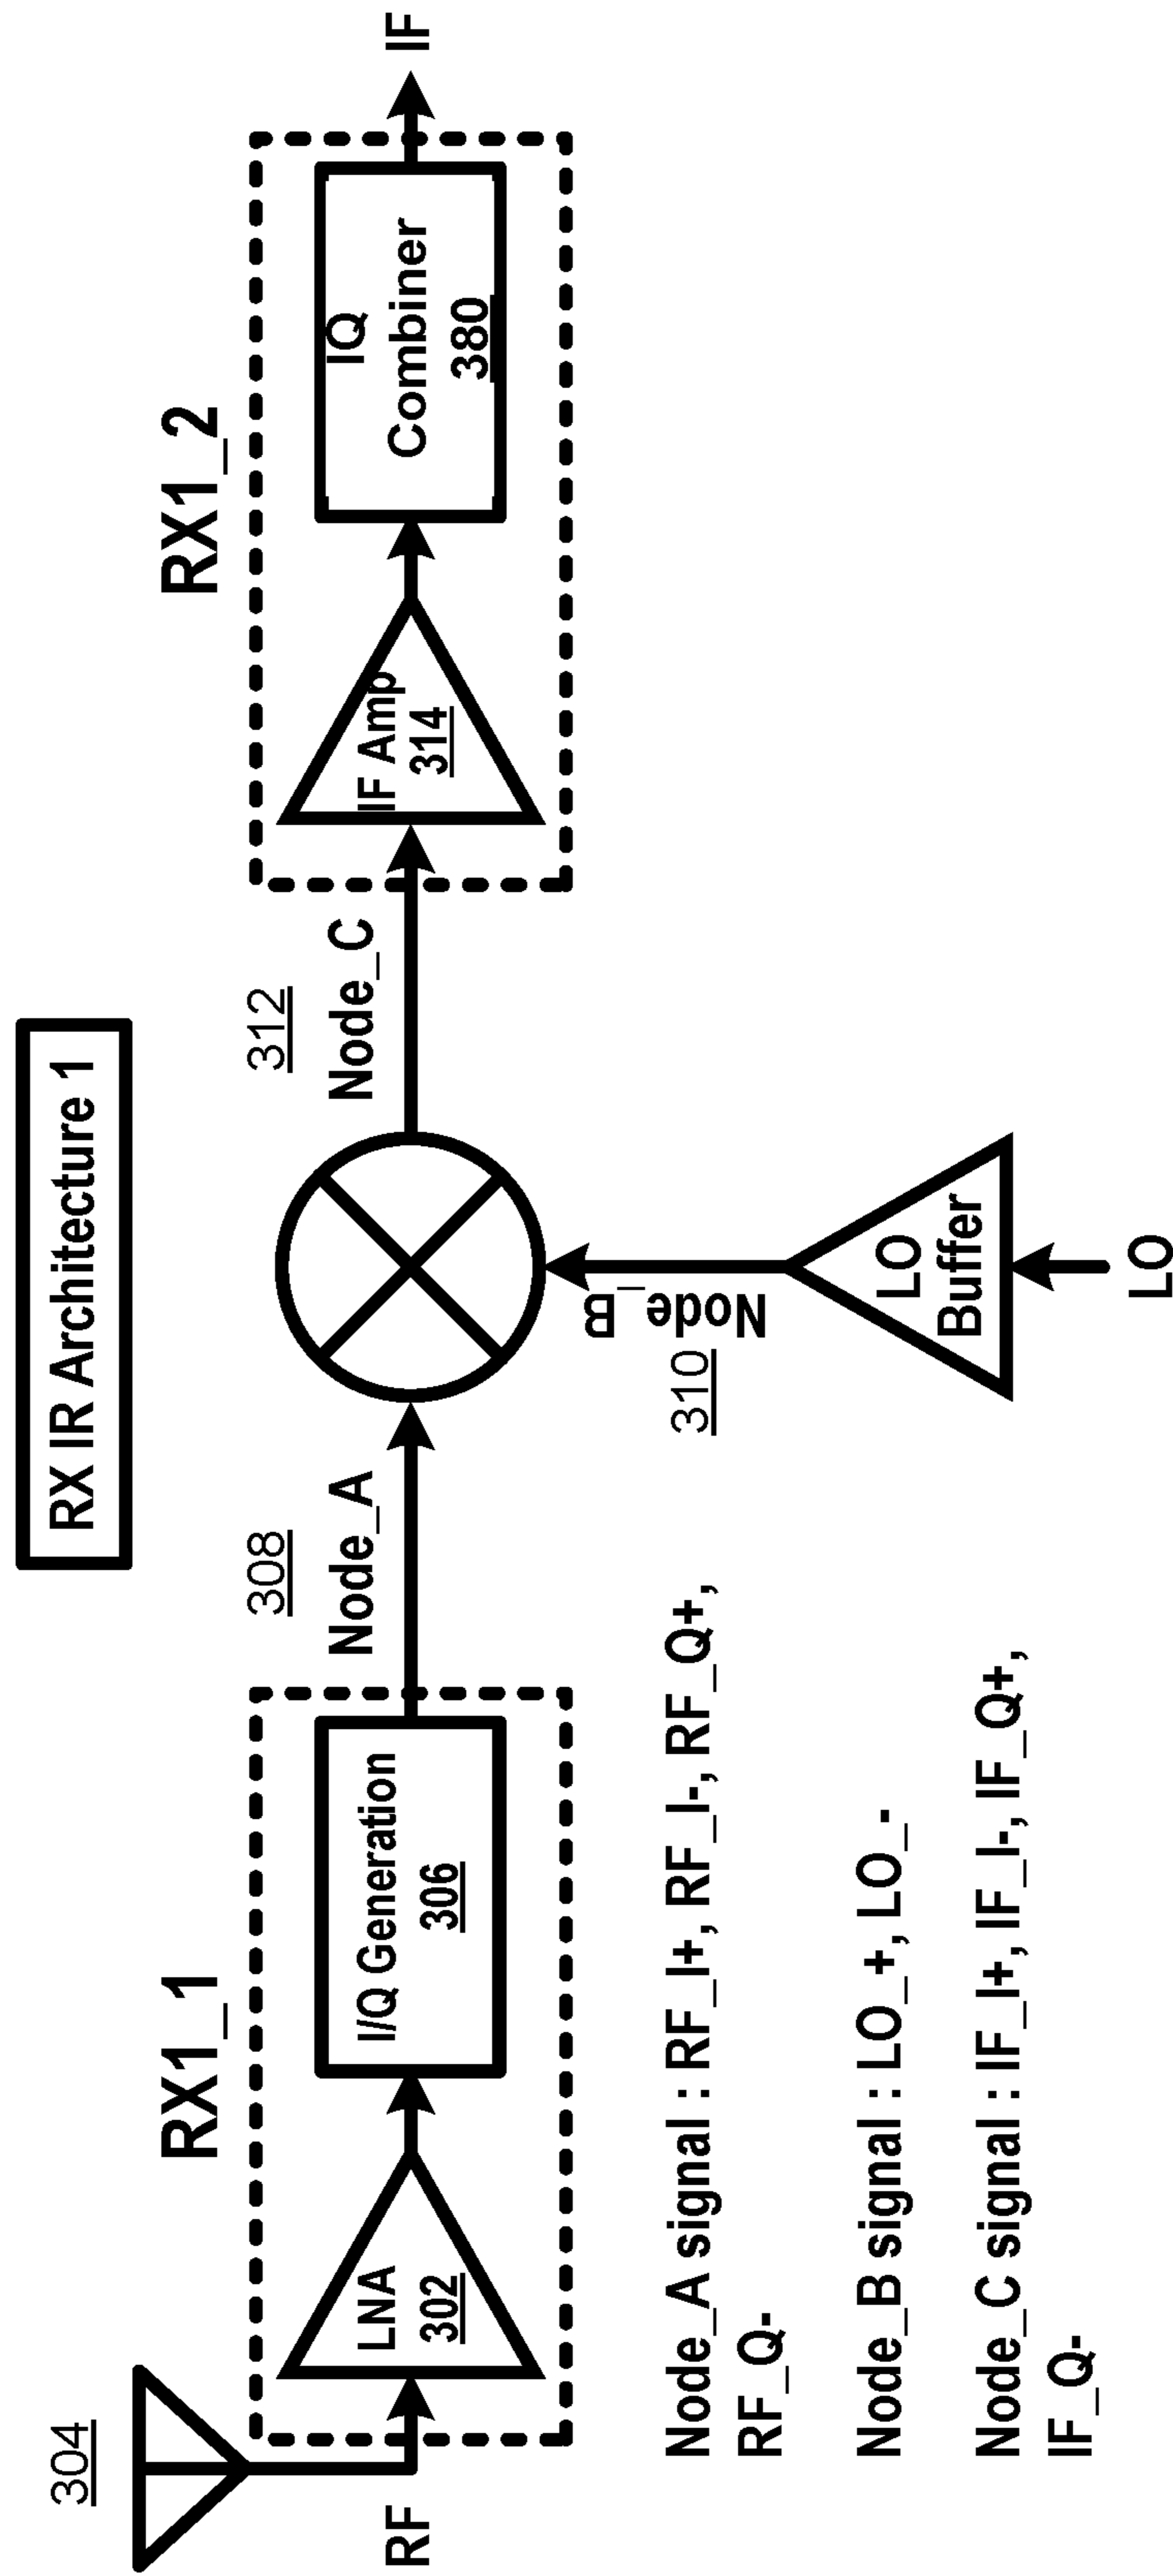 RX IR Architecture 1
304
RF
RX1_1
LNA
302
I/Q Generation
306
308
Node_A
310
Node_B
LO
Buffer
LO
312
Node_C
RX1_2
IF Amp
314
IQ
Combiner
380
IF
Node_A signal : RF_I+, RF_I-, RF_Q+,
RF_Q-
Node_B signal : LO_+, LO_-
Node_C signal : IF_I+, IF_I-, IF_Q+,
IF_Q-